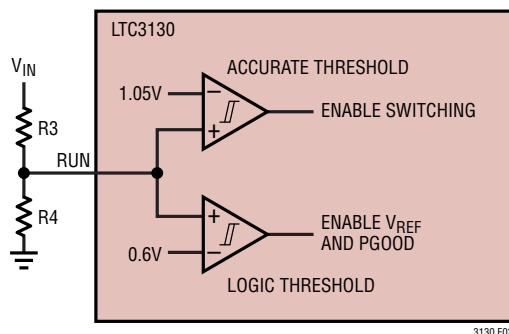 LTC3130
VIN
ACCURATE THRESHOLD
1.05V
ENABLE SWITCHING
R3
RUN
R4
ENABLE VREF
AND PGOOD
0.6V
LOGIC THRESHOLD